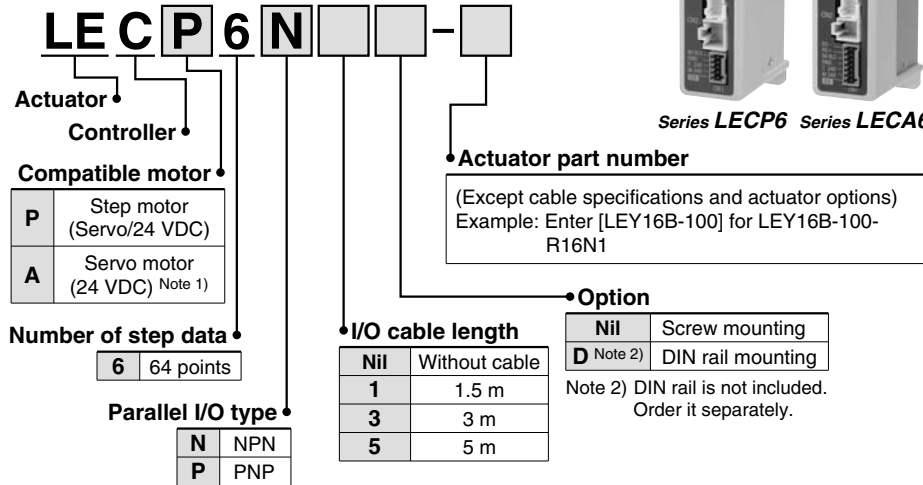 LE C P 6 N –
Actuator
Controller
Compatible motor
P Step motor
(Servo/24 VDC)
A Servo motor
(24 VDC) Note 1)
Number of step data
6 64 points
Parallel I/O type
N NPN
P PNP
I/O cable length
Nil Without cable
1 1.5 m
3 3 m
5 5 m
Option
Nil Screw mounting
D Note 2) DIN rail mounting
Note 2) DIN rail is not included.
Order it separately.
Actuator part number
(Except cable specifications and actuator options)
Example: Enter [LEY16B-100] for LEY16B-100-
R16N1
Series LECP6 Series LECA6